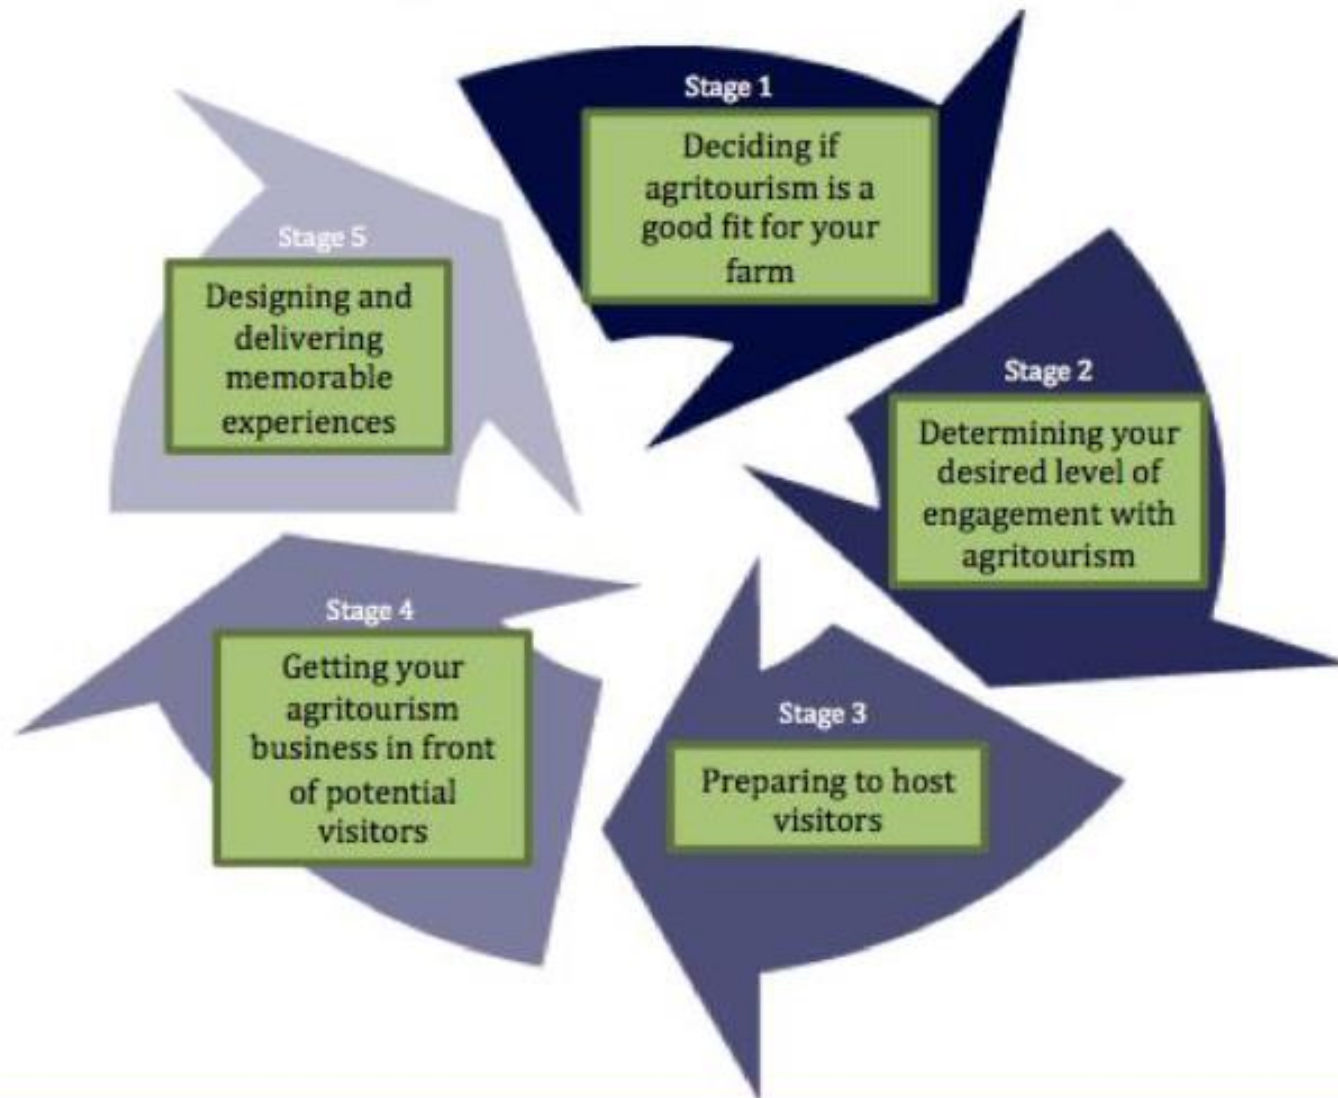 Stage 1
Deciding if
agritourism is a
good fit for your
farm
Stage 2
Determining your
desired level of
engagement with
agritourism
Stage 3
Preparing to host
visitors
Stage 4
Getting your
agritourism
business in front
of potential
visitors
Stage 5
Designing and
delivering
memorable
experiences